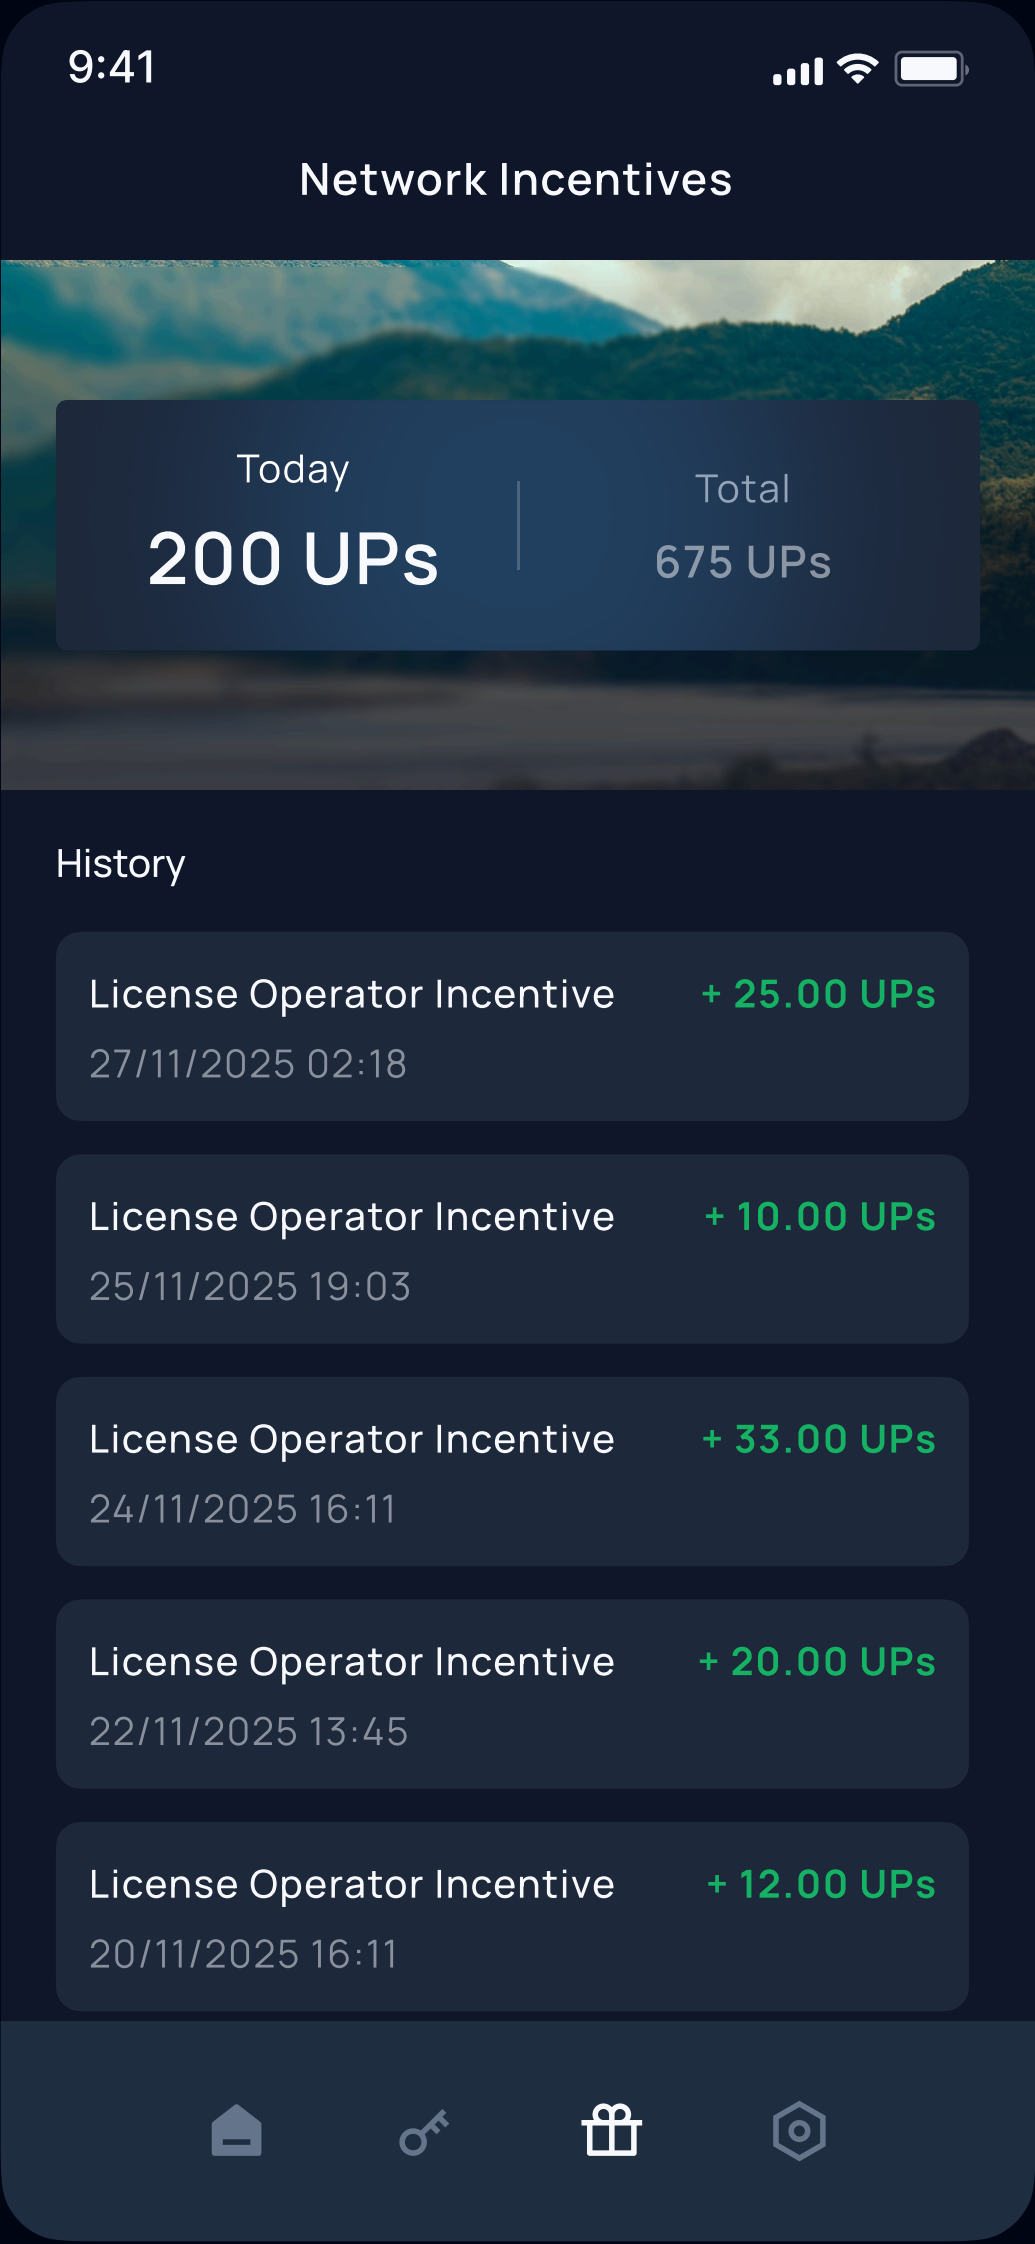 9:41
Network Incentives
Today
200 UPs
Total
675 UPs
History
License Operator Incentive + 25.00 UPs
27/11/2025 02:18
License Operator Incentive + 10.00 UPs
25/11/2025 19:03
License Operator Incentive + 33.00 UPs
24/11/2025 16:11
License Operator Incentive + 20.00 UPs
22/11/2025 13:45
License Operator Incentive + 12.00 UPs
20/11/2025 16:11